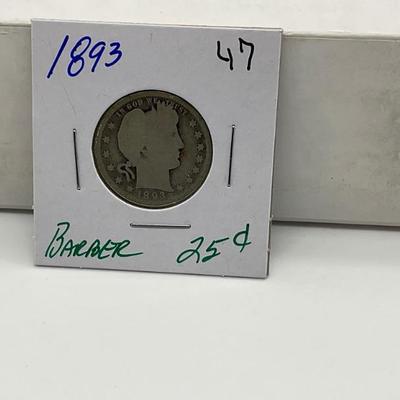 1893 47
IN GOD WE TRUST
1893
BARBER 25¢